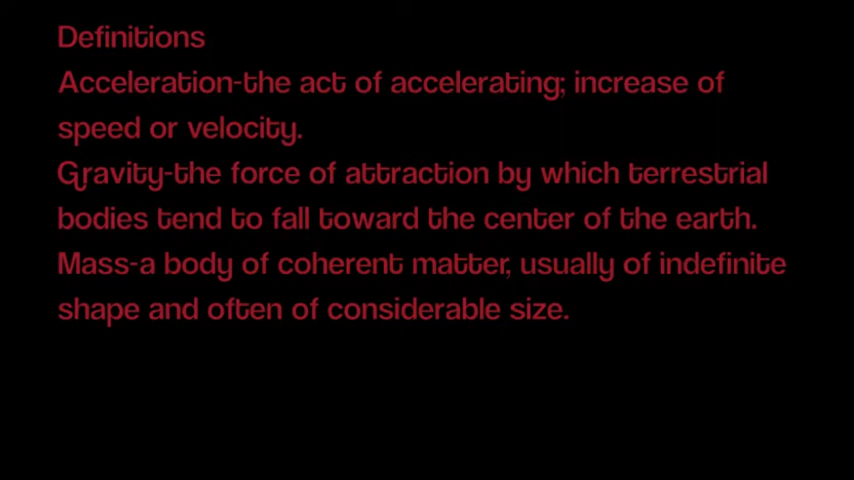 Definitions
Acceleration-the act of accelerating; increase of
speed or velocity.
Gravity-the force of attraction by which terrestrial
bodies tend to fall toward the center of the earth.
Mass-a body of coherent matter, usually of indefinite
shape and often of considerable size.